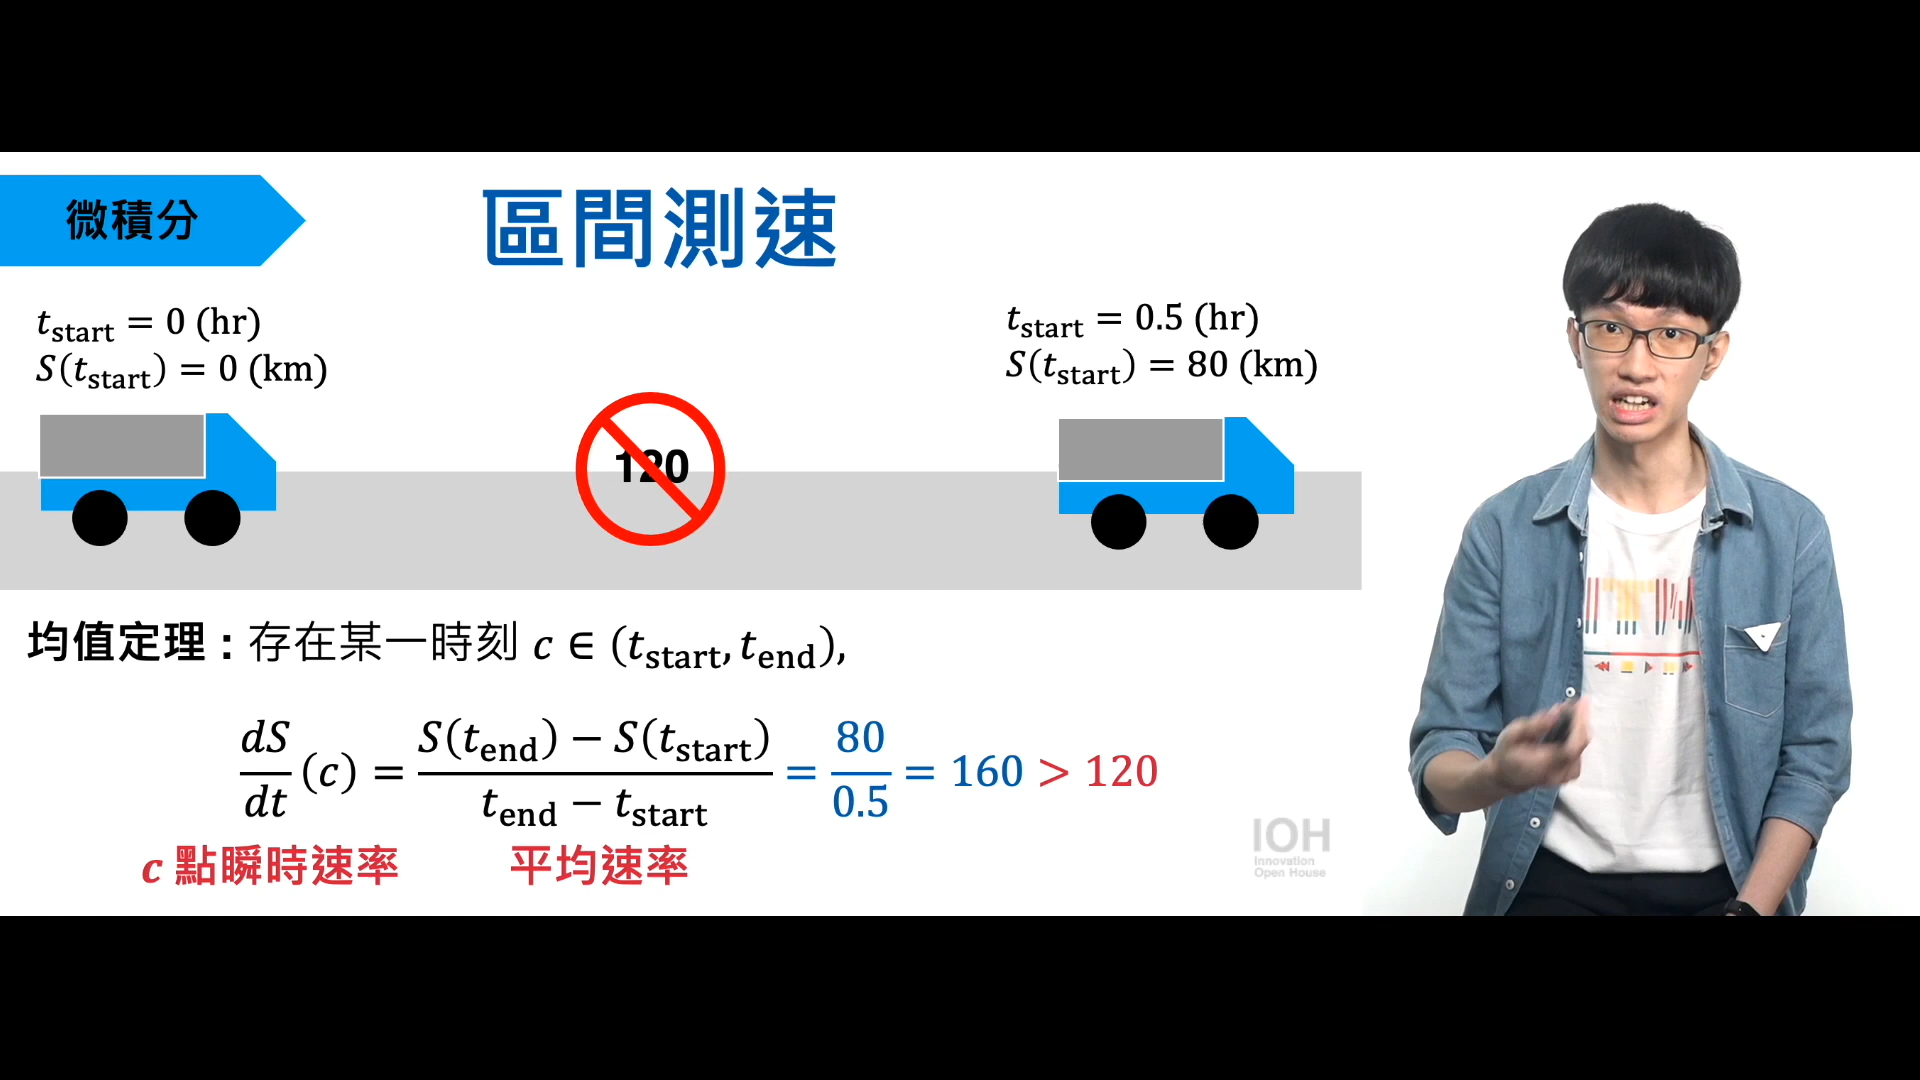 微積分
區間測速
t_start = 0 (hr)
S(t_start) = 0 (km)
t_start = 0.5 (hr)
S(t_start) = 80 (km)
120
均值定理：存在某一時刻 c ∈ (t_start, t_end),
dS/dt (c) = (S(t_end) − S(t_start))/(t_end − t_start) = 80/0.5 = 160 > 120
c 點瞬時速率
平均速率
IOH
Innovation
Open House